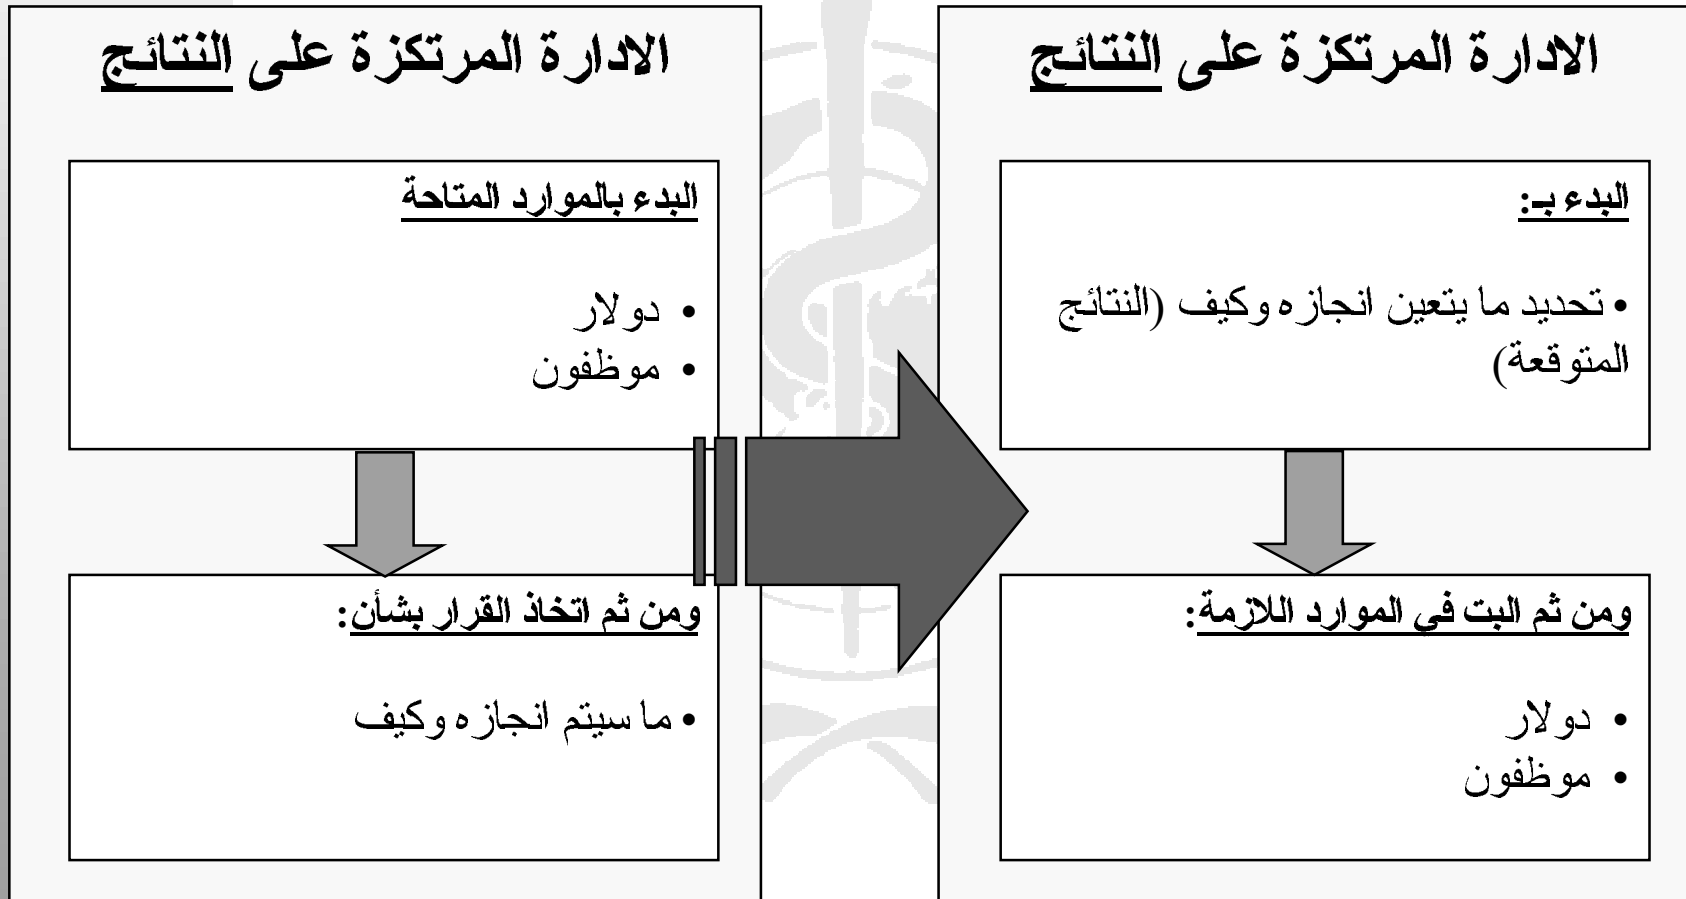 الادارة المرتكزة على النتائج
البدء بـ:
• تحديد ما يتعين انجازه وكيف (النتائج
المتوقعة)
ومن ثم البت في الموارد اللازمة:
• دولار
• موظفون
الادارة المرتكزة على النتائج
البدء بالموارد المتاحة
• دولار
• موظفون
ومن ثم اتخاذ القرار بشأن:
• ما سيتم انجازه وكيف